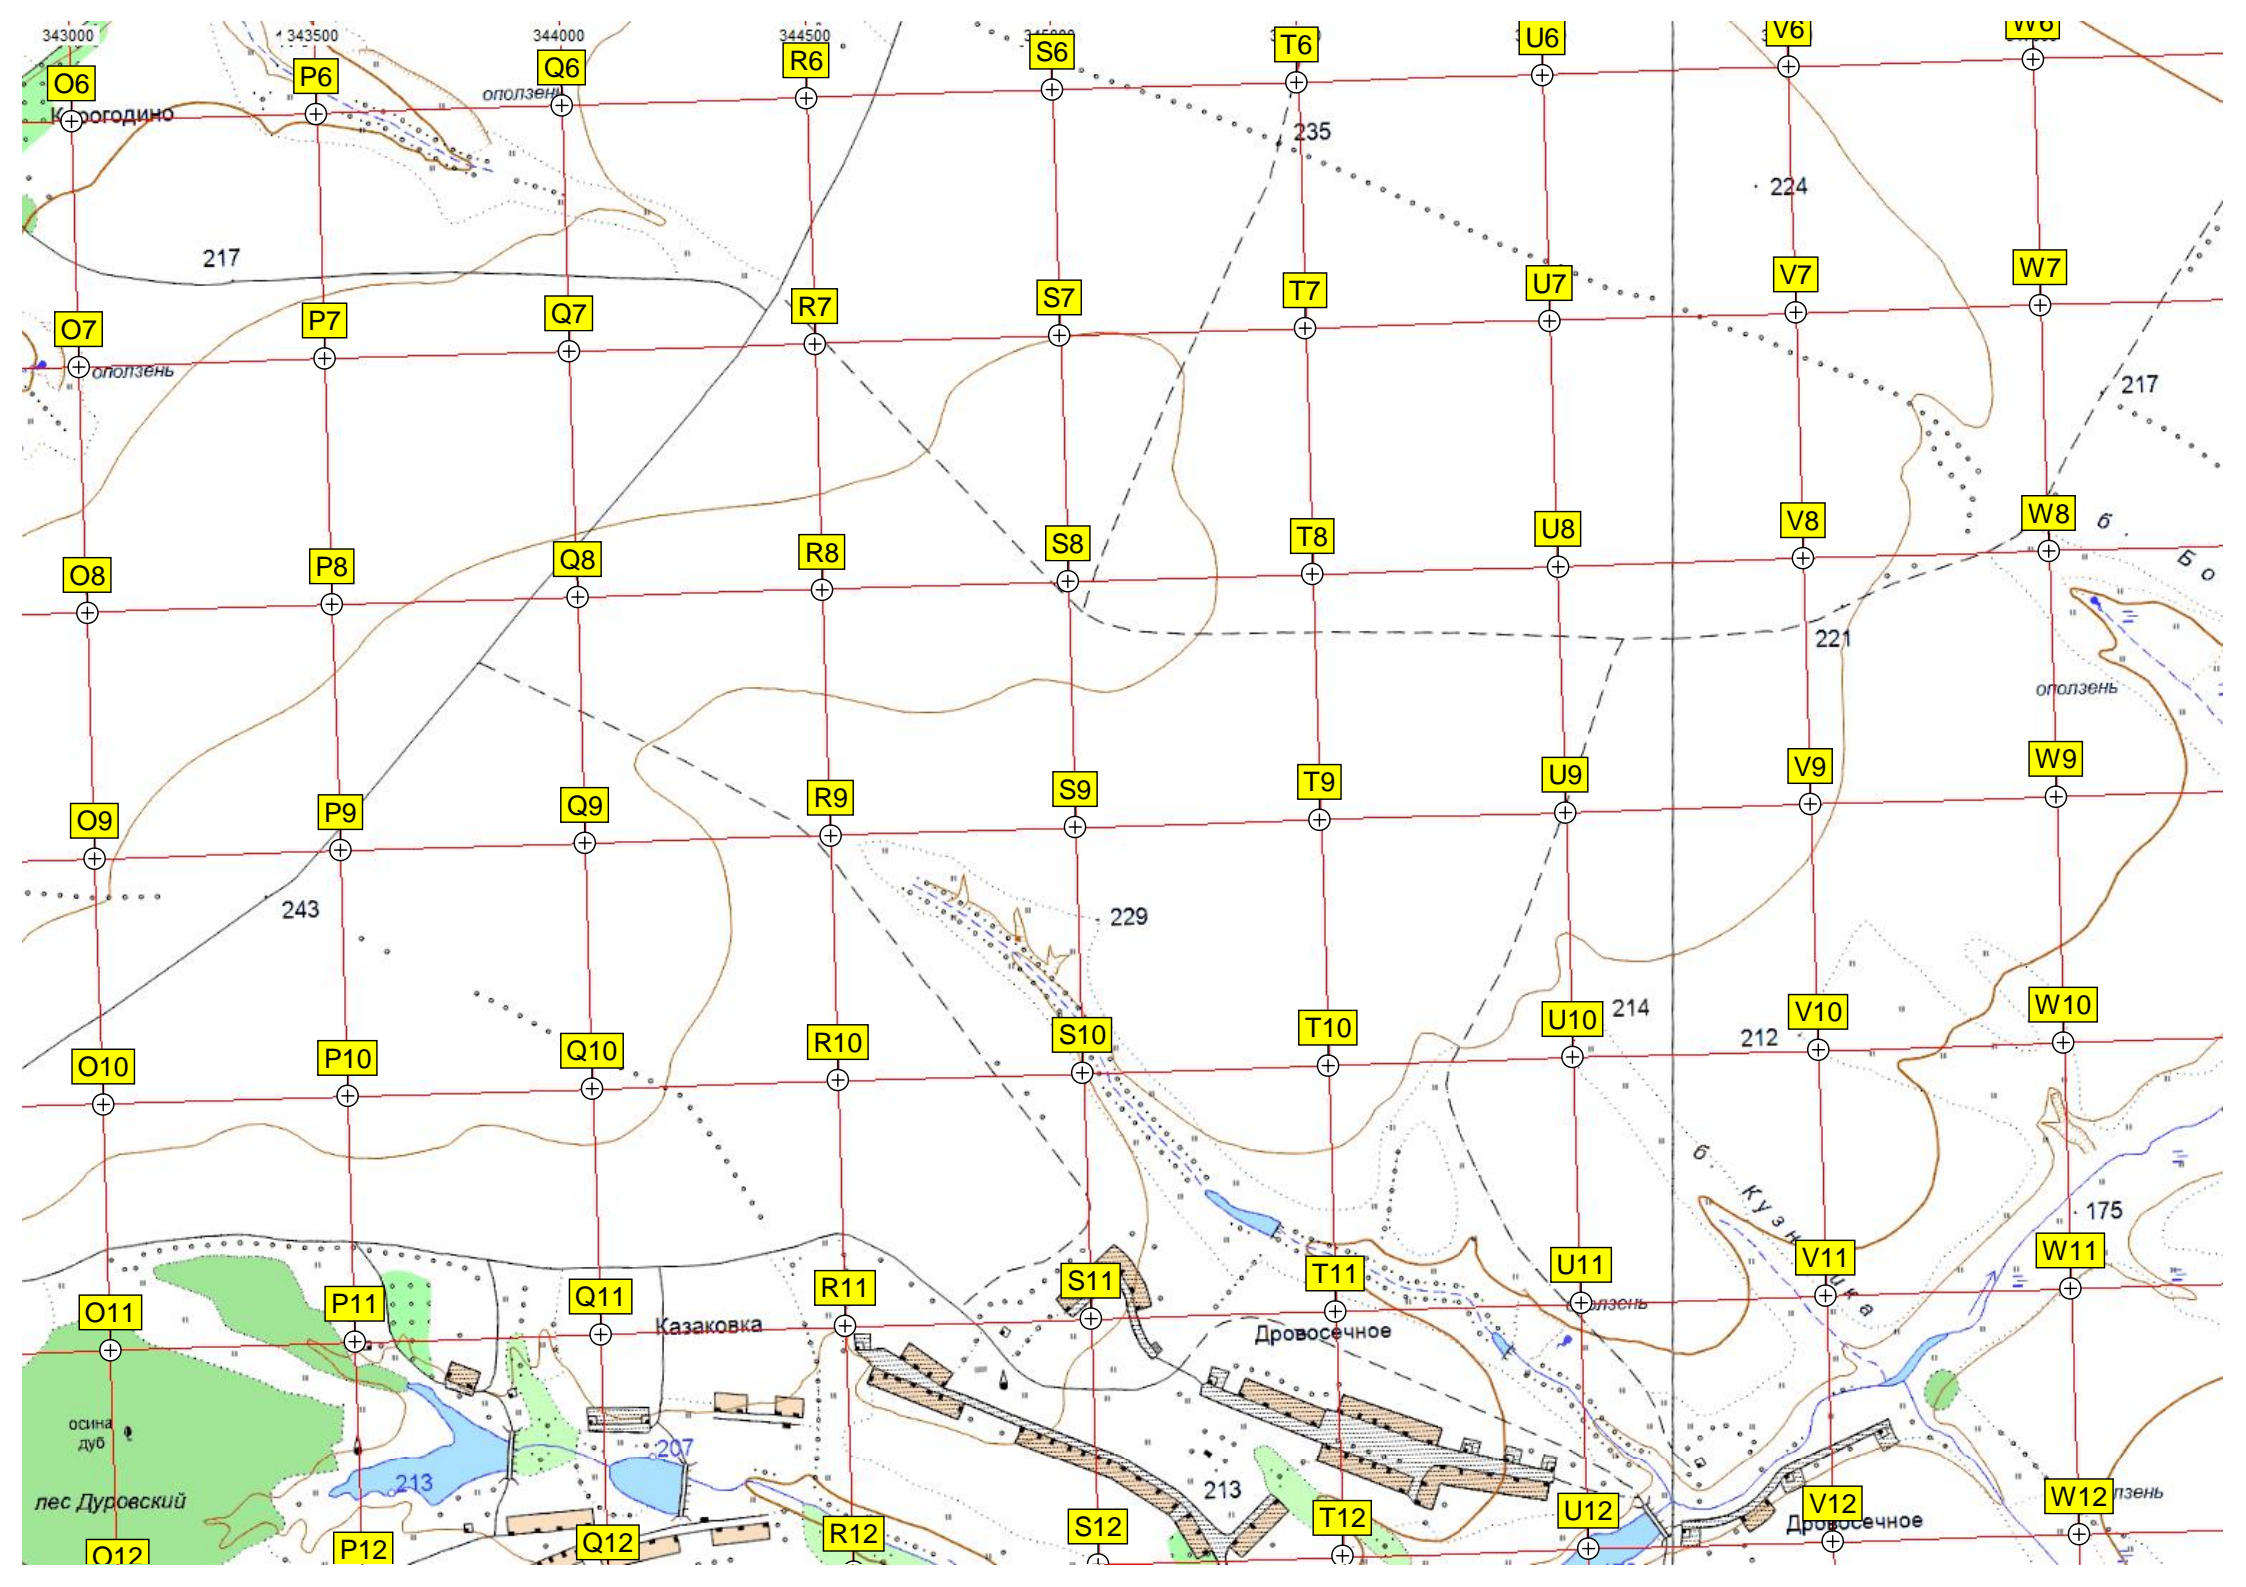 343000 343500 344000 344500
O6 P6 Q6 R6 S6 T6 U6 V6 W6
оползень
235
224
217
O7 P7 Q7 R7 S7 T7 U7 V7 W7
оползень
217
O8 P8 Q8 R8 S8 T8 U8 V8 W8
б. Бо
221
оползень
O9 P9 Q9 R9 S9 T9 U9 V9 W9
243
229
214
212
O10 P10 Q10 R10 S10 T10 U10 V10 W10
б.
175
O11 P11 Q11 R11 S11 T11 U11 V11 W11
Казаковка
Дровосечное
осина
дуб
207
213
213
лес Дуровский
Дровосечное
O12 P12 Q12 R12 S12 T12 U12 V12 W12